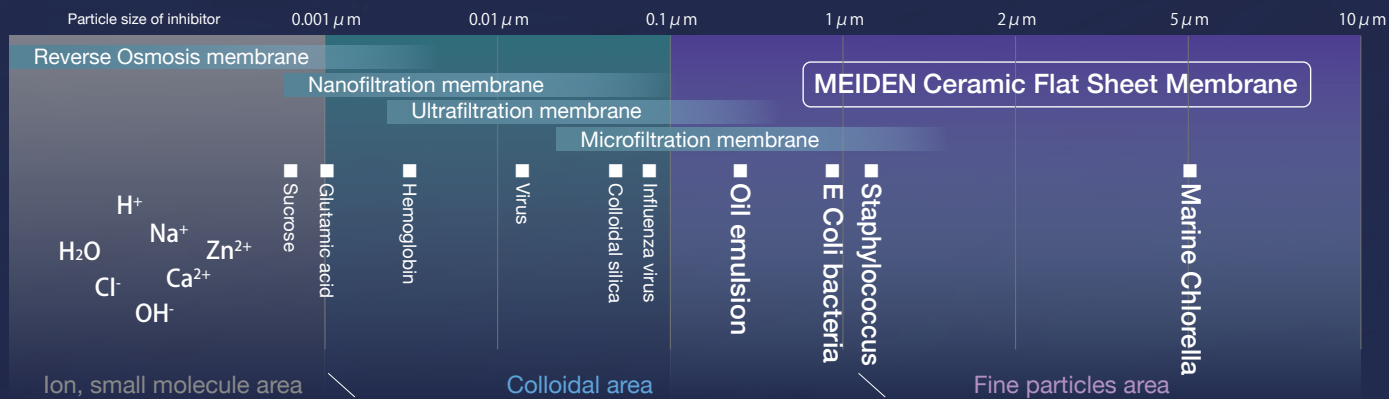 Particle size of inhibitor
0.001 μm
0.01 μm
0.1 μm
1 μm
2 μm
5 μm
10 μm
Reverse Osmosis membrane
Nanofiltration membrane
Ultrafiltration membrane
Microfiltration membrane
MEIDEN Ceramic Flat Sheet Membrane
H⁺
Na⁺
H₂O
Zn²⁺
Ca²⁺
Cl⁻
OH⁻
Sucrose
Glutamic acid
Hemoglobin
Virus
Colloidal silica
Influenza virus
Oil emulsion
E Coli bacteria
Staphylococcus
Marine Chlorella
Ion, small molecule area
Colloidal area
Fine particles area